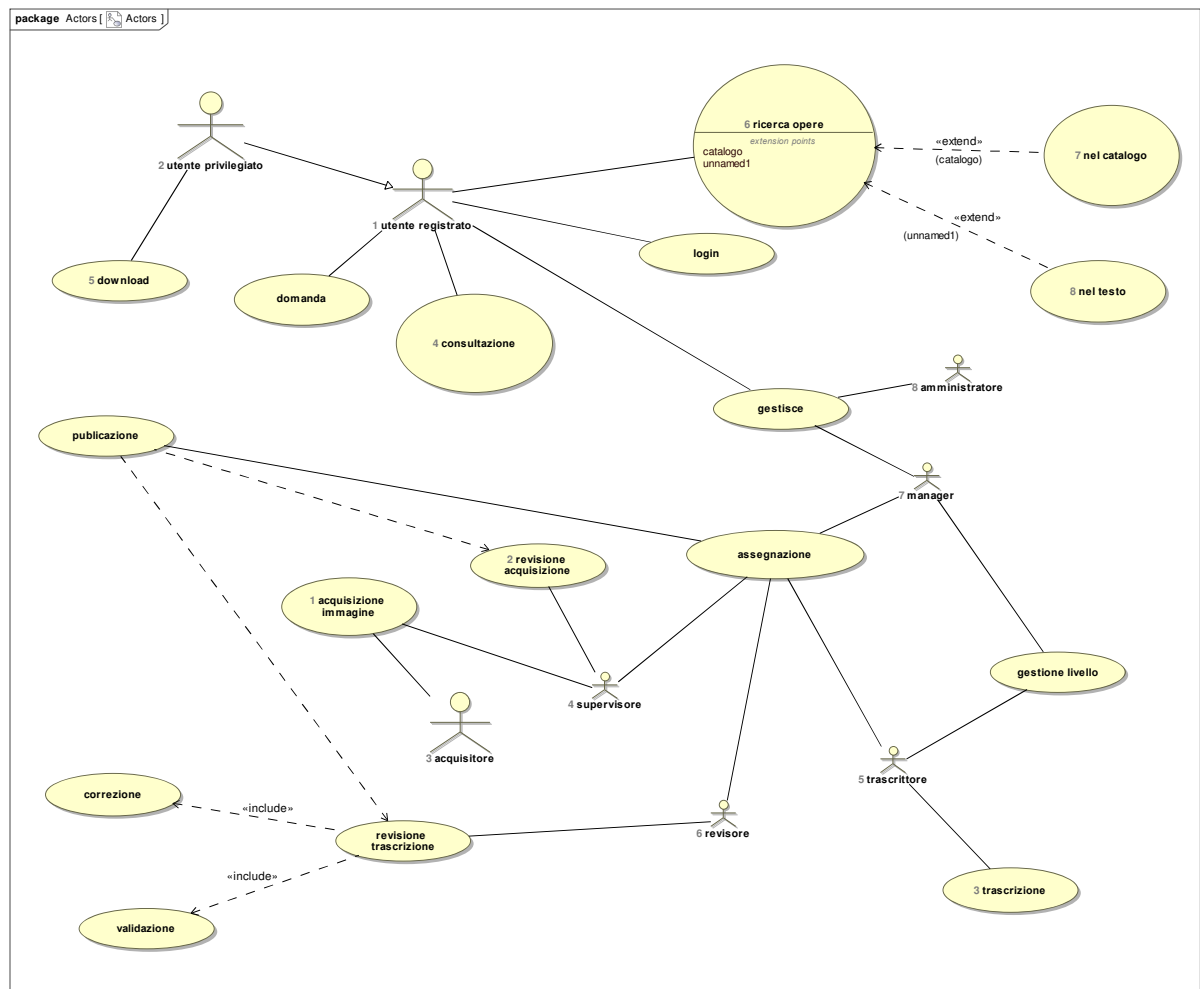 package Actors [ Actors ]
6 ricerca opere
extension points
catalogo
unnamed1
«extend»
(catalogo)
7 nel catalogo
2 utente privilegiato
1 utente registrato
«extend»
(unnamed1)
login
5 download
domanda
8 nel testo
4 consultazione
8 amministratore
gestisce
publicazione
7 manager
assegnazione
2 revisione
acquisizione
1 acquisizione
immagine
gestione livello
4 supervisore
3 acquisitore
5 trascrittore
correzione
«include»
revisione
trascrizione
6 revisore
«include»
3 trascrizione
validazione